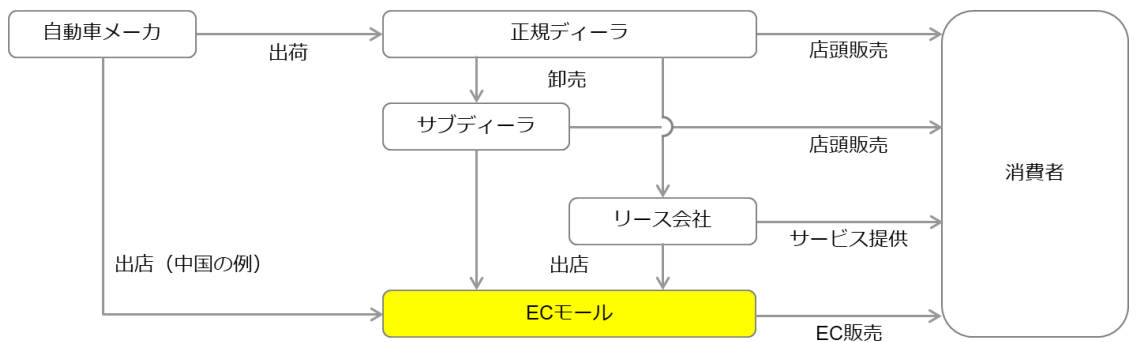 自動車メーカ
出荷
正規ディーラ
店頭販売
卸売
サブディーラ
店頭販売
消費者
リース会社
サービス提供
出店（中国の例）
出店
ECモール
EC販売